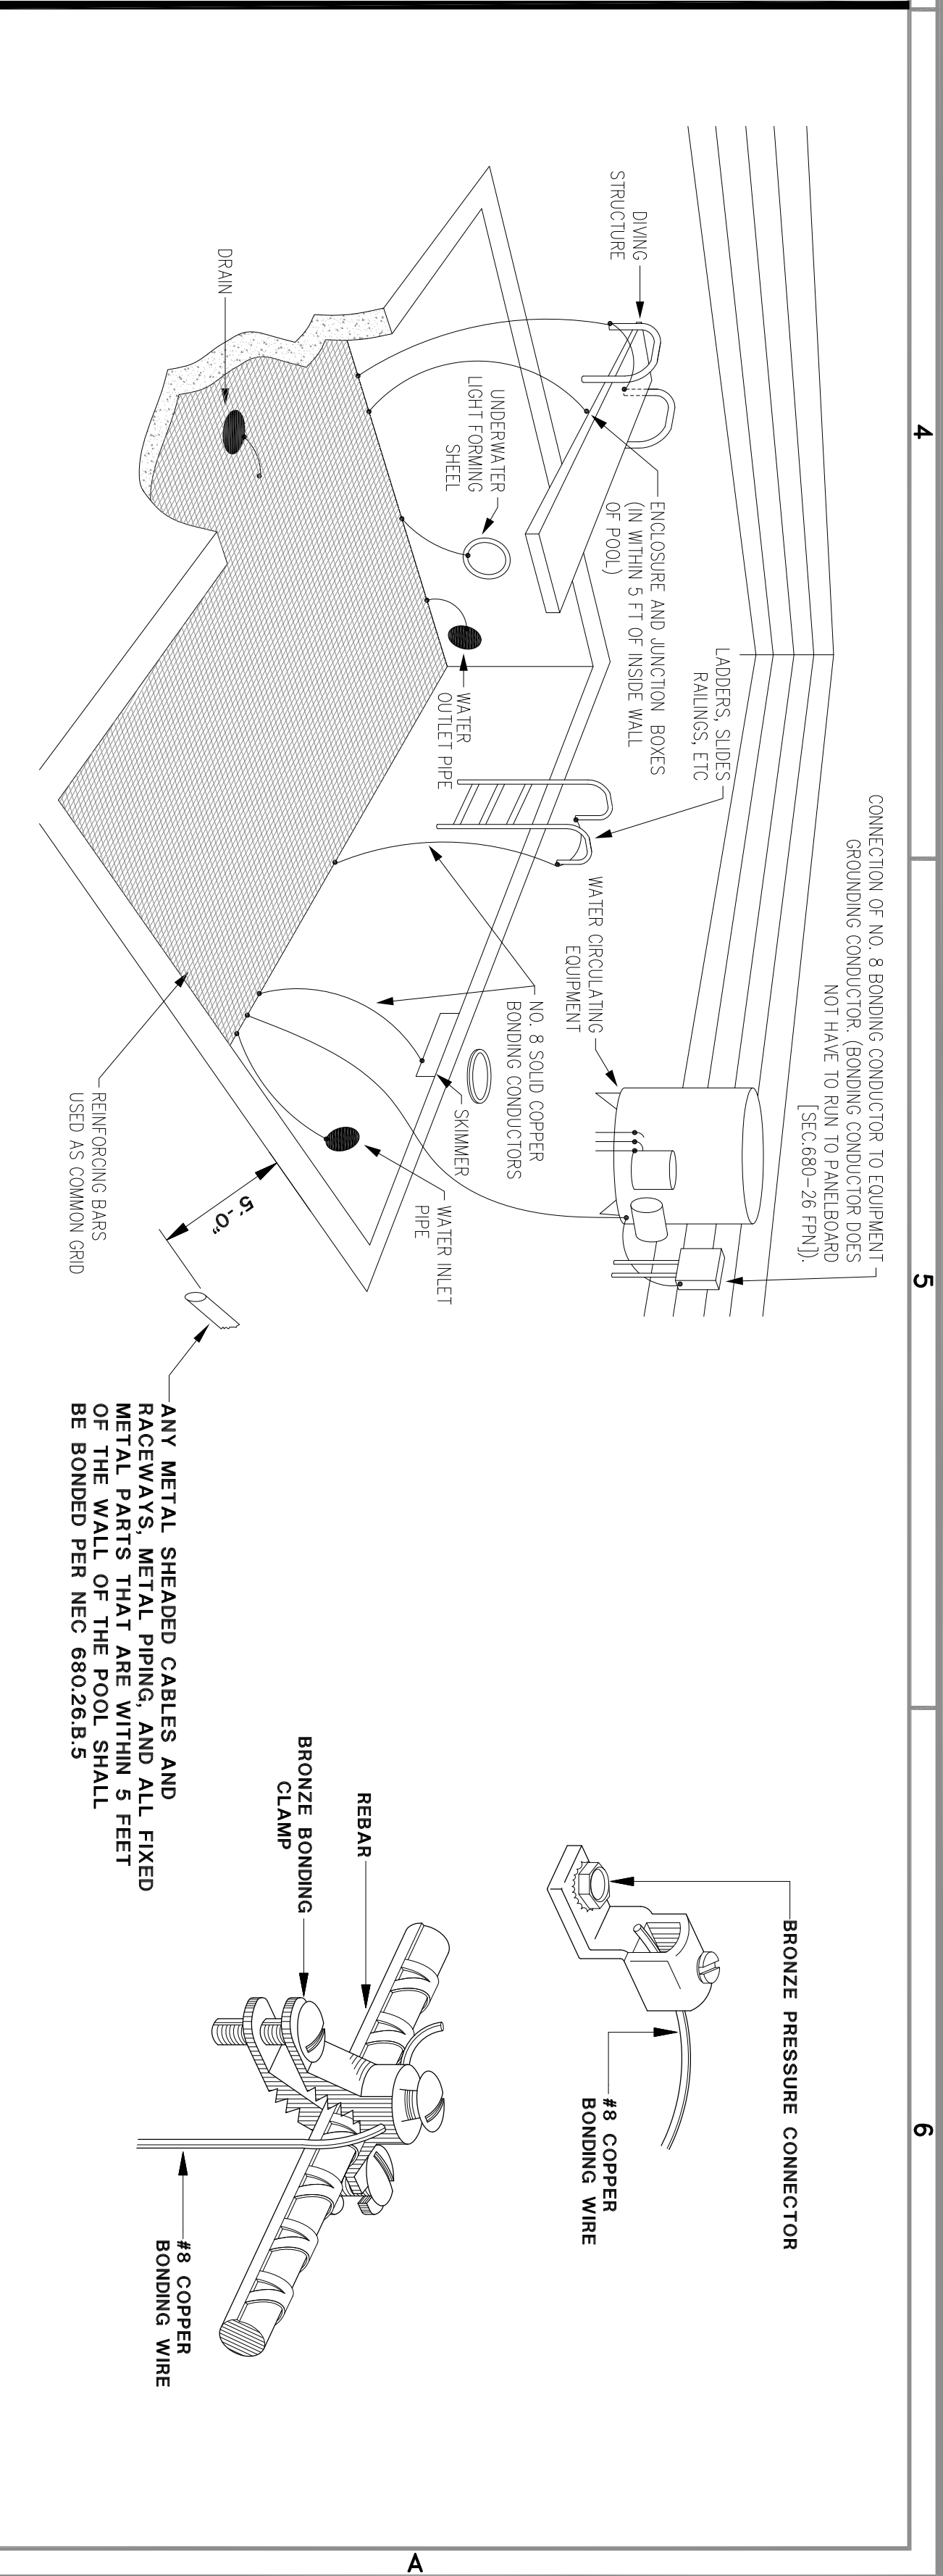 4
5
6
A
CONNECTION OF NO. 8 BONDING CONDUCTOR TO EQUIPMENT
GROUNDING CONDUCTOR. (BONDING CONDUCTOR DOES
NOT HAVE TO RUN TO PANELBOARD
[SEC.680-26 FPN]).
DIVING
STRUCTURE
ENCLOSURE AND JUNCTION BOXES
(IN WITHIN 5 FT OF INSIDE WALL
OF POOL)
LADDERS, SLIDES
RAILINGS, ETC
WATER CIRCULATING
EQUIPMENT
UNDERWATER
LIGHT FORMING
SHEEL
WATER
OUTLET PIPE
NO. 8 SOLID COPPER
BONDING CONDUCTORS
SKIMMER
WATER INLET
PIPE
DRAIN
5'-0"
REINFORCING BARS
USED AS COMMON GRID
ANY METAL SHEADED CABLES AND
RACEWAYS, METAL PIPING, AND ALL FIXED
METAL PARTS THAT ARE WITHIN 5 FEET
OF THE WALL OF THE POOL SHALL
BE BONDED PER NEC 680.26.B.5
BRONZE PRESSURE CONNECTOR
#8 COPPER
BONDING WIRE
REBAR
BRONZE BONDING
CLAMP
#8 COPPER
BONDING WIRE